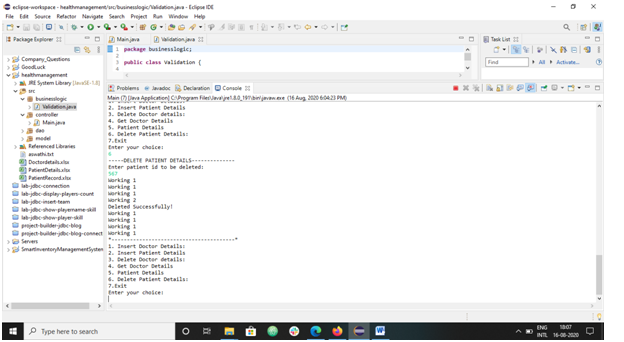 eclipse-workspace - healthmanagement/src/businesslogic/Validation.java - Eclipse IDE
File Edit Source Refactor Navigate Search Project Run Window Help
Package Explorer
Company_Questions
GoodLuck
healthmanagement
JRE System Library [JavaSE-1.8]
src
businesslogic
Validation.java
controller
Main.java
dao
model
Referenced Libraries
aswathi.txt
Doctordetails.xlsx
PatientDetails.xlsx
PatientRecord.xlsx
lab-jdbc-connection
lab-jdbc-display-players-count
lab-jdbc-insert-team
lab-jdbc-show-playername-skill
lab-jdbc-show-player-skill
project-builder-jdbc-blog
project-builder-jdbc-blog-connect
Servers
SmartInventoryManagementSystem
Main.java
Validation.java
1 package businesslogic;
2
3 public class Validation {
4
Task List
Find
All
Activate...
Problems
Javadoc
Declaration
Console
Main (7) [Java Application] C:\Program Files\Java\jre1.8.0_191\bin\javaw.exe (16 Aug, 2020 6:04:23 PM)
1. Insert Doctor Details:
2. Insert Patient Details
3. Delete Doctor details:
4. Get Doctor Details
5. Patient Details
6. Delete Patient Details:
7.Exit
Enter your choice:
6
-----DELETE PATIENT DETAILS-------------
Enter patient id to be deleted:
567
Working 1
Working 1
Working 1
Working 2
Deleted Successfully!
Working 1
Working 1
Working 1
Working 1
*--------------------------------------*
1. Insert Doctor Details:
2. Insert Patient Details
3. Delete Doctor details:
4. Get Doctor Details
5. Patient Details
6. Delete Patient Details:
7.Exit
Enter your choice:
Type here to search
ENG
INTL
18:07
16-08-2020